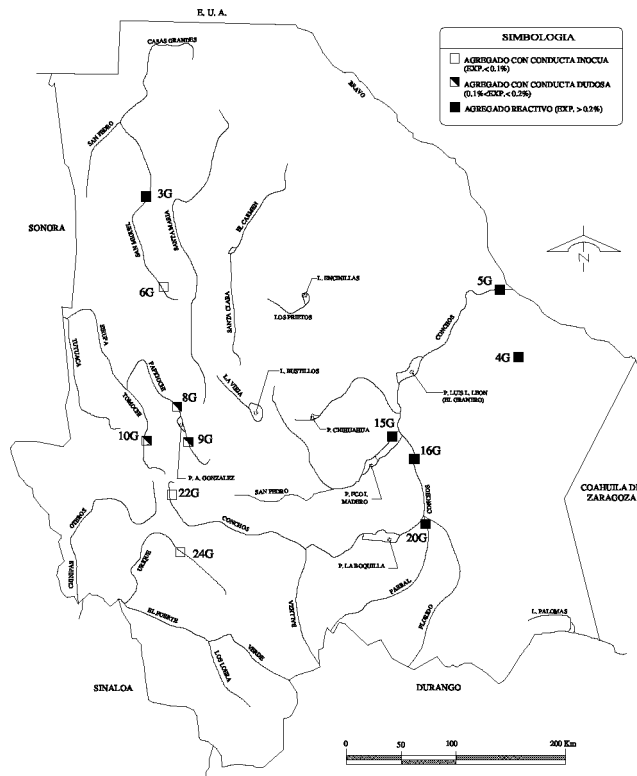 E. U. A.
CASAS GRANDES
SIMBOLOGIA
AGREGADO CON CONDUCTA INOCUA
(EXP.<0.1%)
AGREGADO CON CONDUCTA DUDOSA
(0.1%<EXP.<0.2%)
AGREGADO REACTIVO (EXP. >0.2%)
BRAVO
SAN PEDRO
3G
SONORA
SAN MIGUEL
SANTA MARIA
EL CARMEN
N
6G
L. ENCINILLAS
LOS PRIETOS
SANTA CLARA
5G
CONCHOS
4G
TUTUACA
PAPIGOCHI
TOMOCHI
LA VIEJA
L. BUSTILLOS
P. LUIS L. LEON
(EL GRANERO)
8G
10G
9G
P. CHIHUAHUA
15G
16G
P. A. GONZALEZ
22G
SAN PEDRO
P. FCO I.
MADERO
CONCHOS
COAHUILA DE
ZARAGOZA
OTEROS
CONCHOS
20G
24G
URIQUE
P. LA BOQUILLA
CHINIPAS
EL FUERTE
BALLEZA
PARRAL
FLORIDO
L. PALOMAS
VERDE
LOS LOERA
SINALOA
DURANGO
0 50 100 200 Km